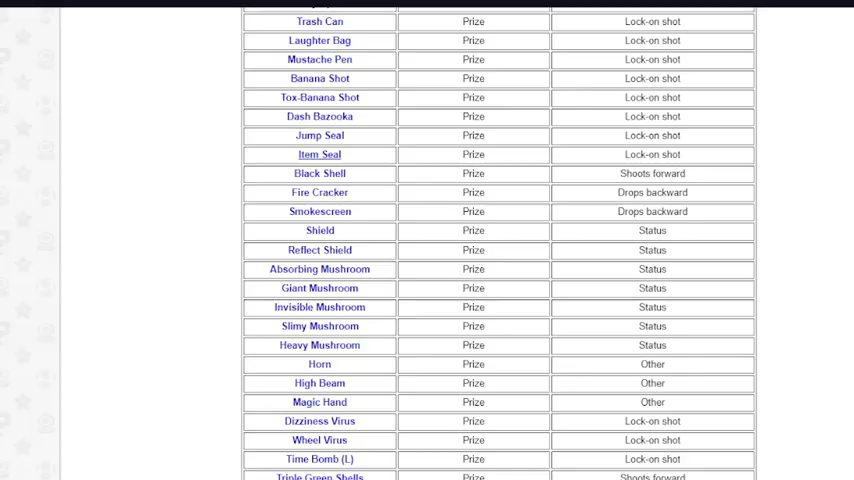 Trash Can Prize Lock-on shot
Laughter Bag Prize Lock-on shot
Mustache Pen Prize Lock-on shot
Banana Shot Prize Lock-on shot
Tox-Banana Shot Prize Lock-on shot
Dash Bazooka Prize Lock-on shot
Jump Seal Prize Lock-on shot
Item Seal Prize Lock-on shot
Black Shell Prize Shoots forward
Fire Cracker Prize Drops backward
Smokescreen Prize Drops backward
Shield Prize Status
Reflect Shield Prize Status
Absorbing Mushroom Prize Status
Giant Mushroom Prize Status
Invisible Mushroom Prize Status
Slimy Mushroom Prize Status
Heavy Mushroom Prize Status
Horn Prize Other
High Beam Prize Other
Magic Hand Prize Other
Dizziness Virus Prize Lock-on shot
Wheel Virus Prize Lock-on shot
Time Bomb (L) Prize Lock-on shot
Triple Green Shells Prize Shoots forward